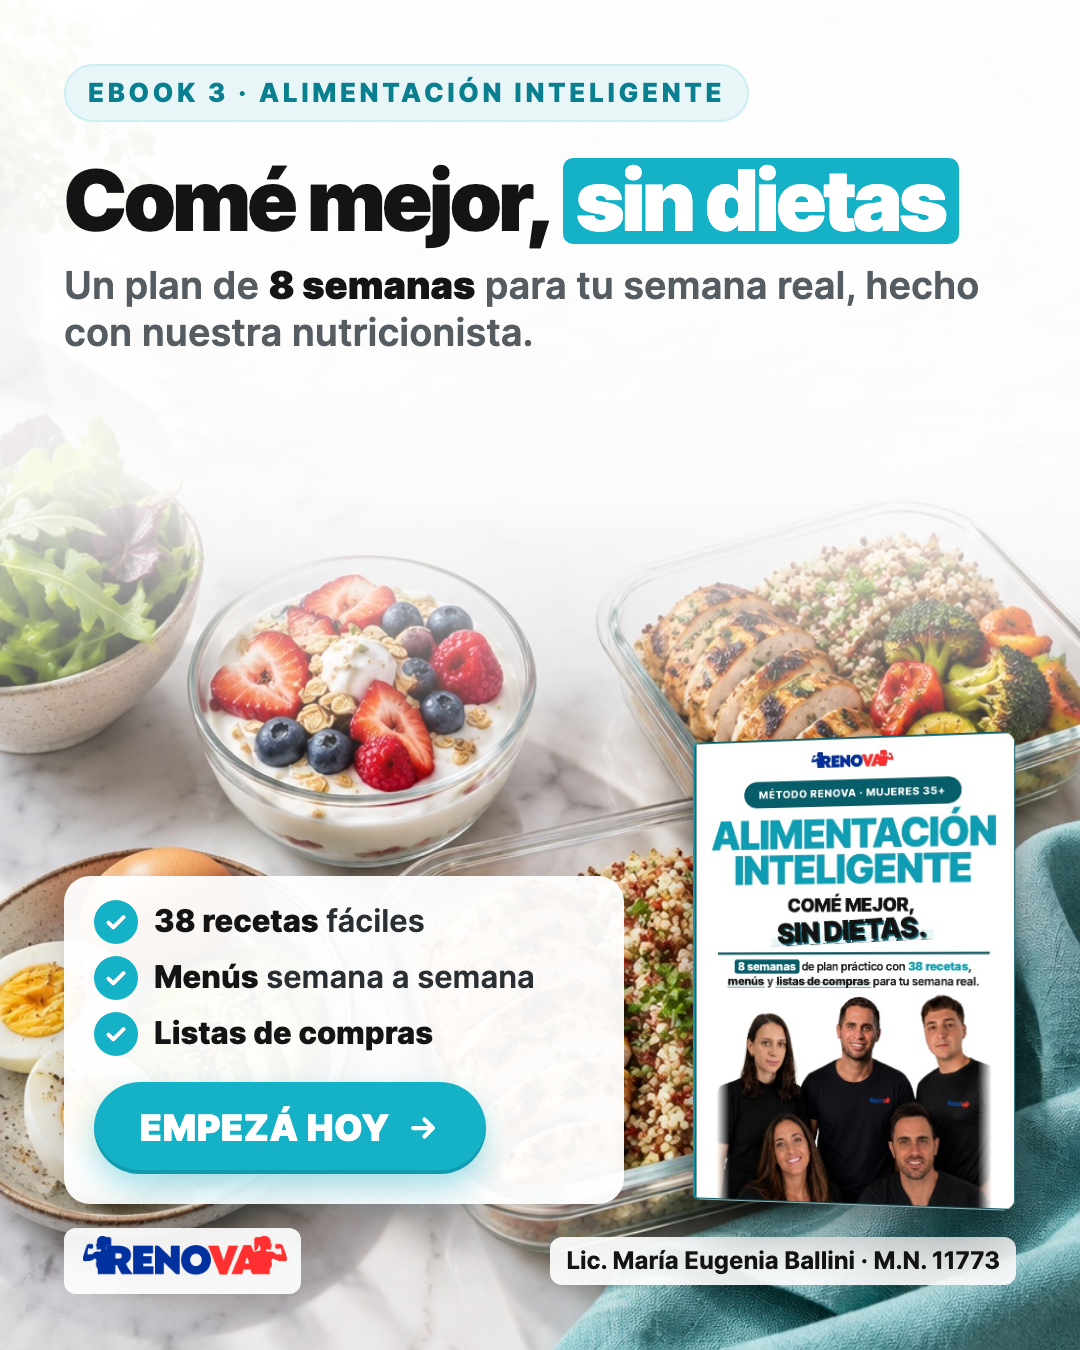 EBOOK 3 · ALIMENTACIÓN INTELIGENTE
Comé mejor, sin dietas
Un plan de 8 semanas para tu semana real, hecho
con nuestra nutricionista.
38 recetas fáciles
Menús semana a semana
Listas de compras
EMPEZÁ HOY →
RENOVA
RENOVA
MÉTODO RENOVA · MUJERES 35+
ALIMENTACIÓN
INTELIGENTE
COMÉ MEJOR,
SIN DIETAS.
8 semanas de plan práctico con 38 recetas,
menús y listas de compras para tu semana real.
RENOVA
RENOVA
Lic. María Eugenia Ballini · M.N. 11773